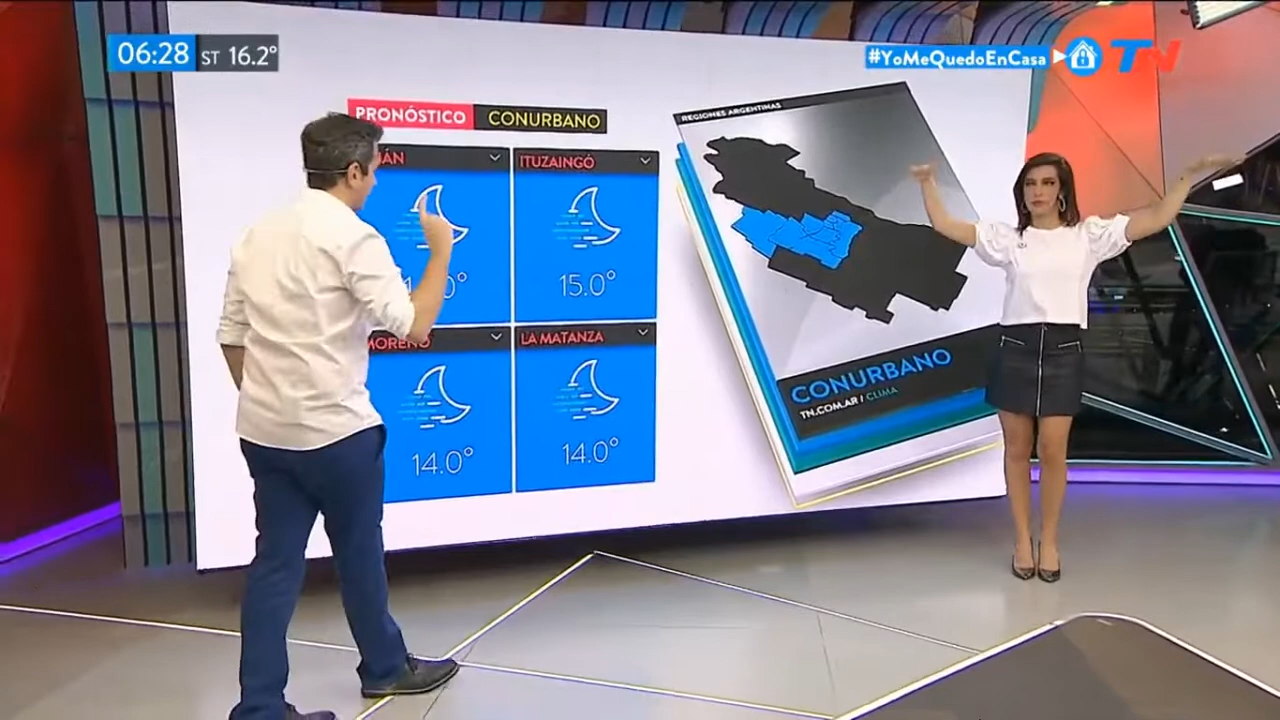 06:28 ST 16.2°
#YoMeQuedoEnCasa TN
PRONÓSTICO CONURBANO
REGIONES ARGENTINAS
ITUZAINGÓ
15.0°
MORENO LA MATANZA
14.0° 14.0°
CONURBANO
TN.COM.AR / CLIMA